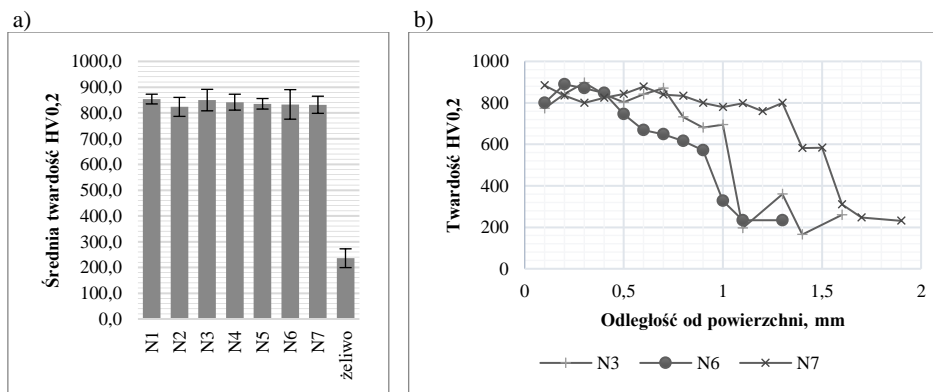 a)
Średnia twardość HV0,2
1000,0
900,0
800,0
700,0
600,0
500,0
400,0
300,0
200,0
100,0
0,0
N1
N2
N3
N4
N5
N6
N7
żeliwo
b)
Twardość HV0,2
1000
800
600
400
200
0
0 0,5 1 1,5 2
Odległość od powierzchni, mm
N3 N6 N7